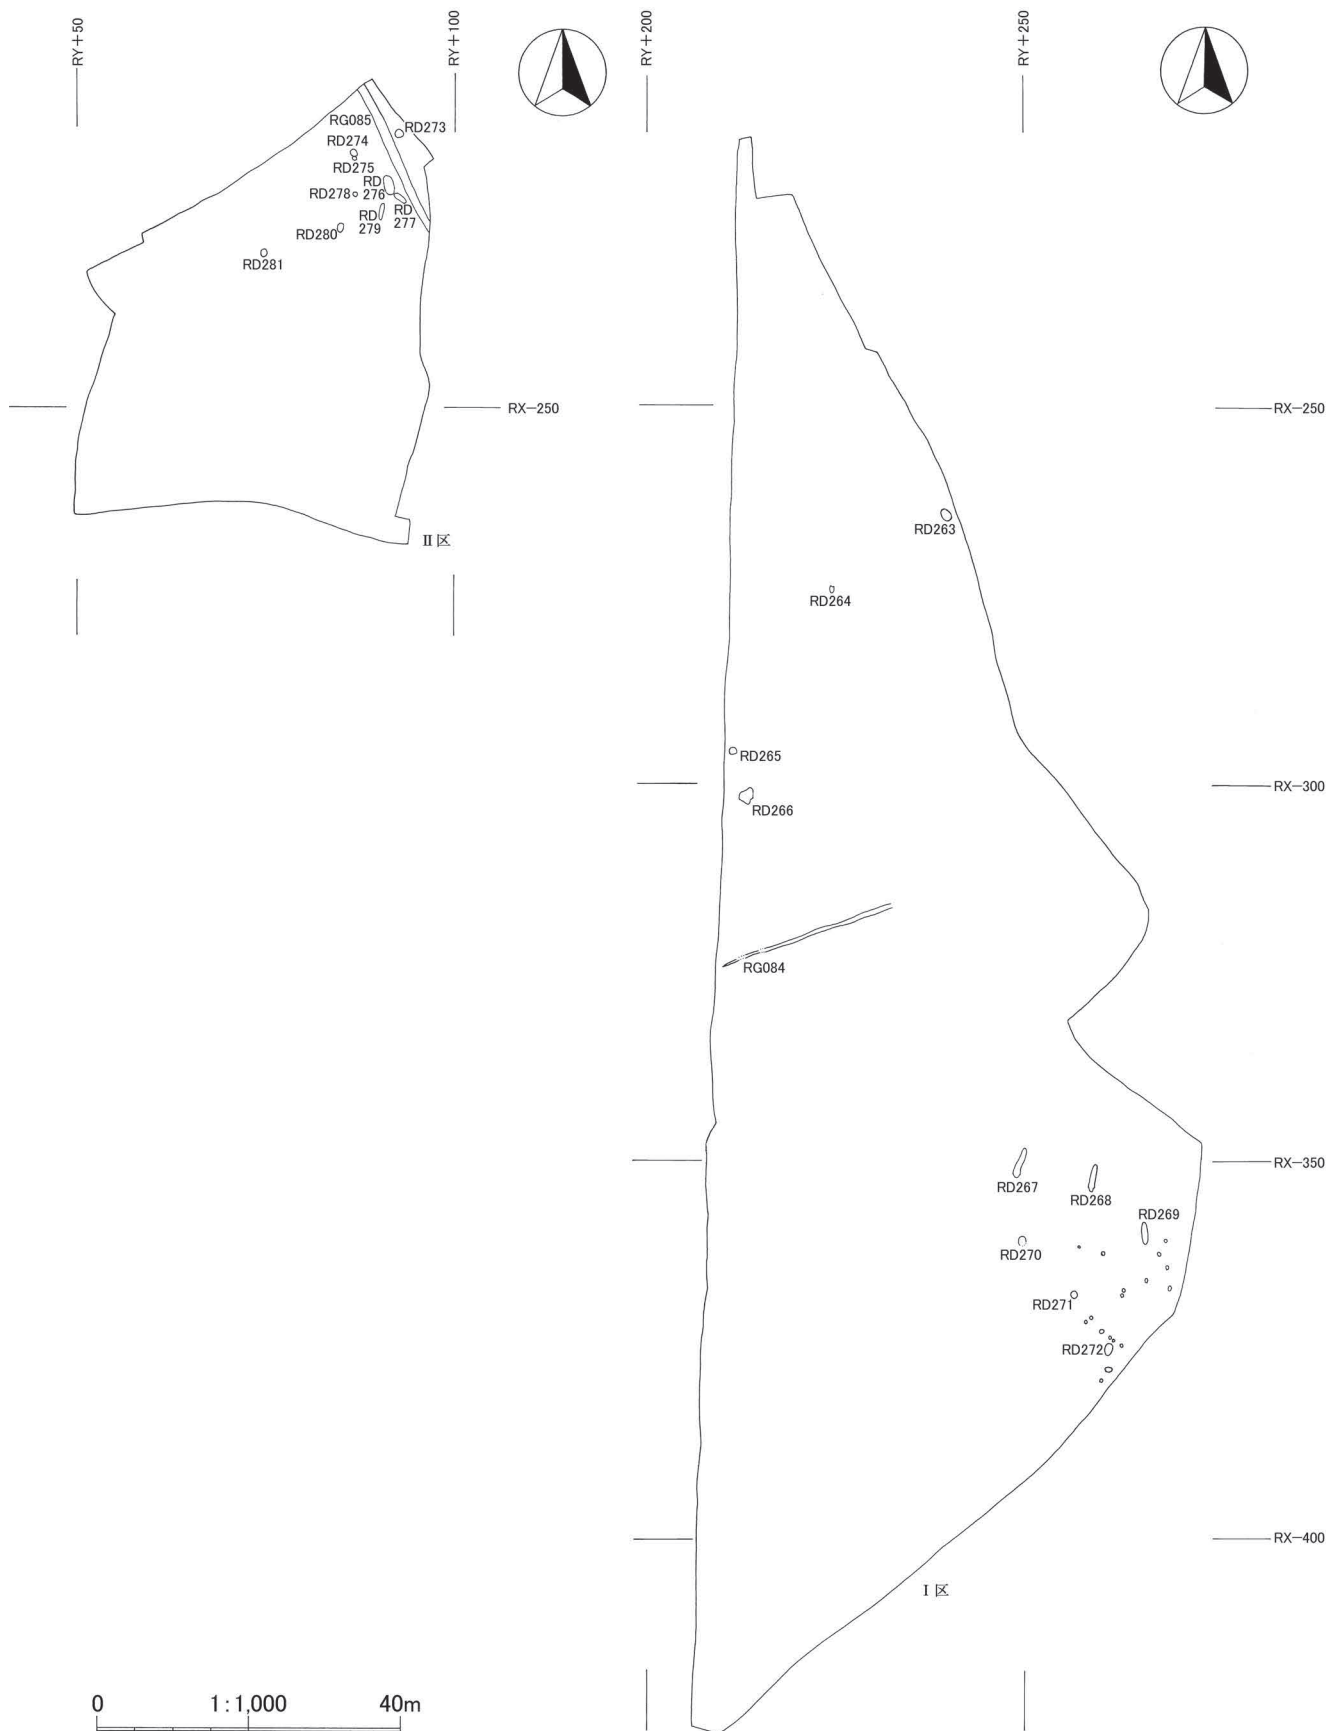 RY+50
RY+100
RY+200
RY+250
RG085
RD273
RD274
RD275
RD
276
RD278
RD
277
RD
279
RD280
RD281
RX-250
RX-250
II区
RD263
RD264
RD265
RX-300
RD266
RG084
RX-350
RD267
RD268
RD269
RD270
RD271
RD272
RX-400
I区
0 1:1,000 40m